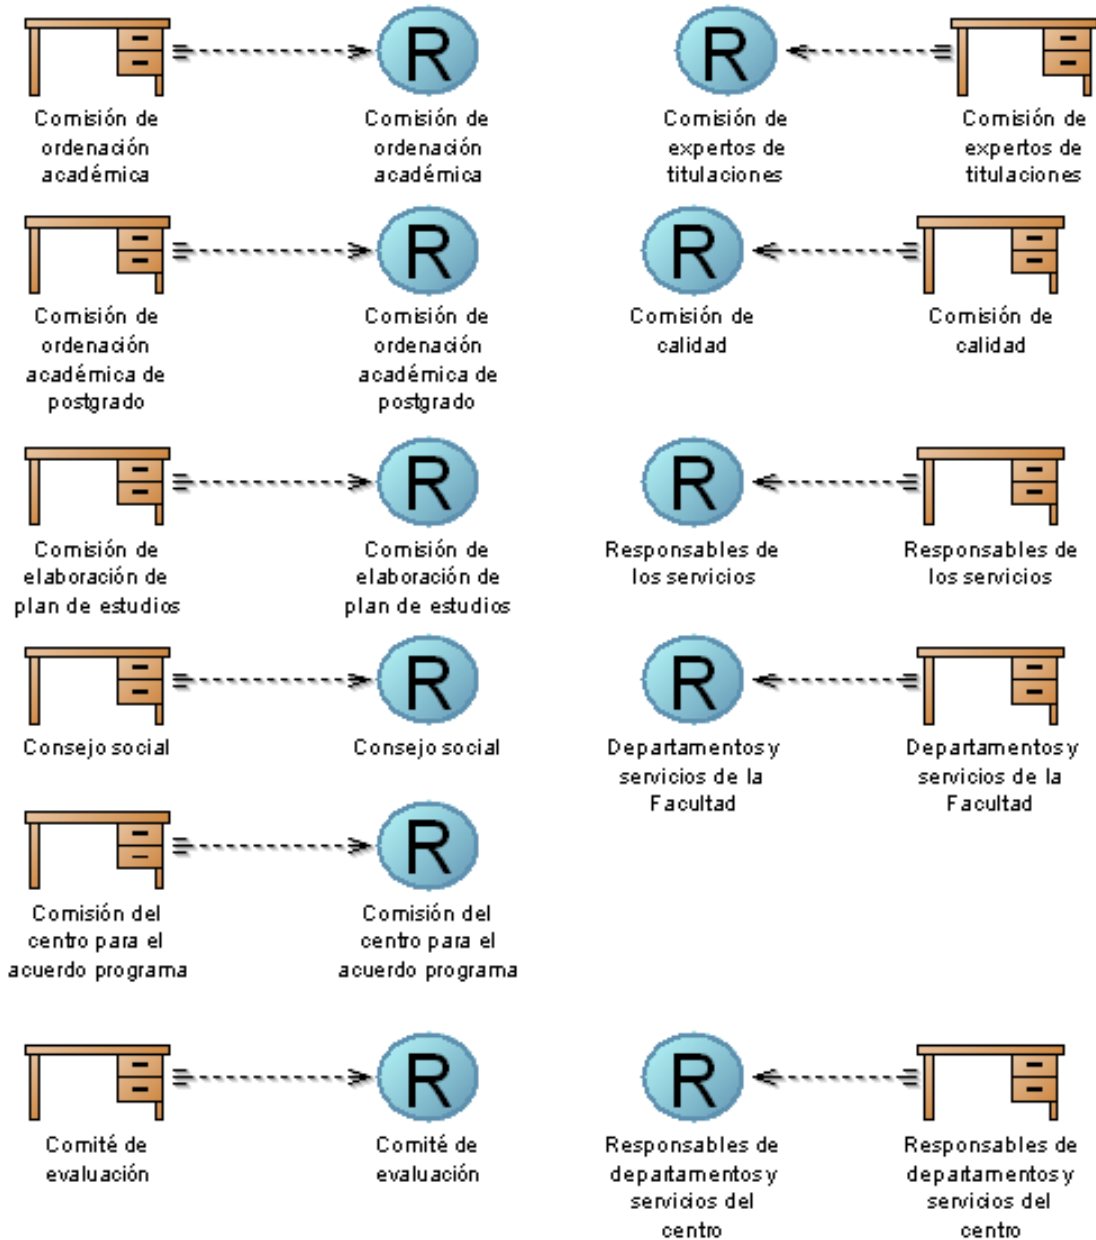 R
R
Comisión de
ordenación
académica
Comisión de
ordenación
académica
Comisión de
expertos de
titulaciones
Comisión de
expertos de
titulaciones
R
R
Comisión de
ordenación
académica de
postgrado
Comisión de
ordenación
académica de
postgrado
Comisión de
calidad
Comisión de
calidad
R
R
Comisión de
elaboración de
plan de estudios
Comisión de
elaboración de
plan de estudios
Responsables de
los servicios
Responsables de
los servicios
R
R
Consejo social
Consejo social
Departamentos y
servicios de la
Facultad
Departamentos y
servicios de la
Facultad
R
Comisión del
centro para el
acuerdo programa
Comisión del
centro para el
acuerdo programa
R
R
Comité de
evaluación
Comité de
evaluación
Responsables de
departamentos y
servicios del
centro
Responsables de
departamentos y
servicios del
centro